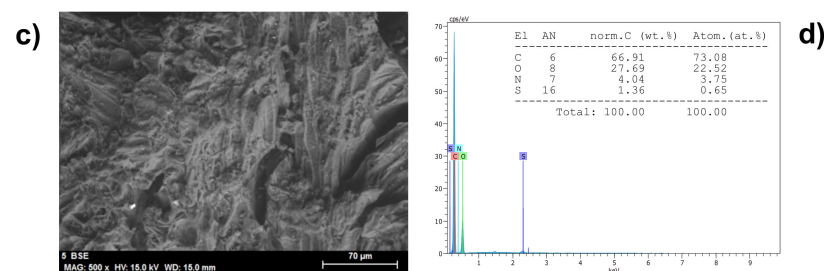 c)
5 BSE
MAG: 500 x HV: 15.0 kV WD: 15.0 mm
70 µm
cps/eV
70
60
50
40
30
20
10
0
El AN norm.C (wt.%) Atom.(at.%)
C 6 66.91 73.08
O 8 27.69 22.52
N 7 4.04 3.75
S 16 1.36 0.65
Total: 100.00 100.00
S N
C O
S
1 2 3 4 5 6 7 8 9
keV
d)